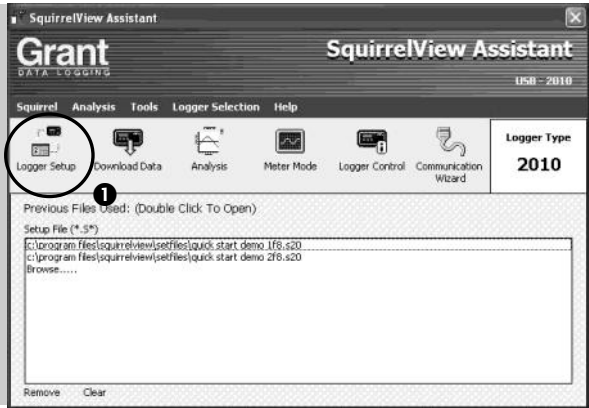 SquirrelView Assistant
Grant
DATA LOGGING
SquirrelView Assistant
USB - 2010
Squirrel Analysis Tools Logger Selection Help
Logger Setup Download Data Analysis Meter Mode Logger Control Communication Wizard
Logger Type
2010
1
Previous Files Used: (Double Click To Open)
Setup File (*.S*)
c:\program files\squirrelview\setfiles\quick start demo 1f8.s20
c:\program files\squirrelview\setfiles\quick start demo 2f8.s20
Browse.....
Remove Clear